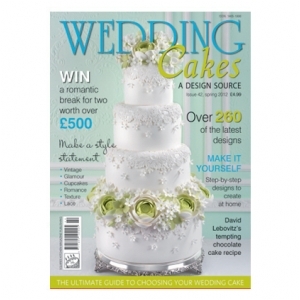 WEDDING
Cakes
A DESIGN SOURCE
WIN
a romantic
break for two
worth over
£500
Over 260
of the latest
designs
Make a style
statement
• Vintage
• Glamour
• Cupcakes
• Romance
• Texture
• Lace
MAKE IT
YOURSELF
Step-by-step
designs to
create
at home
David
Lebovitz's
tempting
chocolate
cake recipe
THE ULTIMATE GUIDE TO CHOOSING YOUR WEDDING CAKE